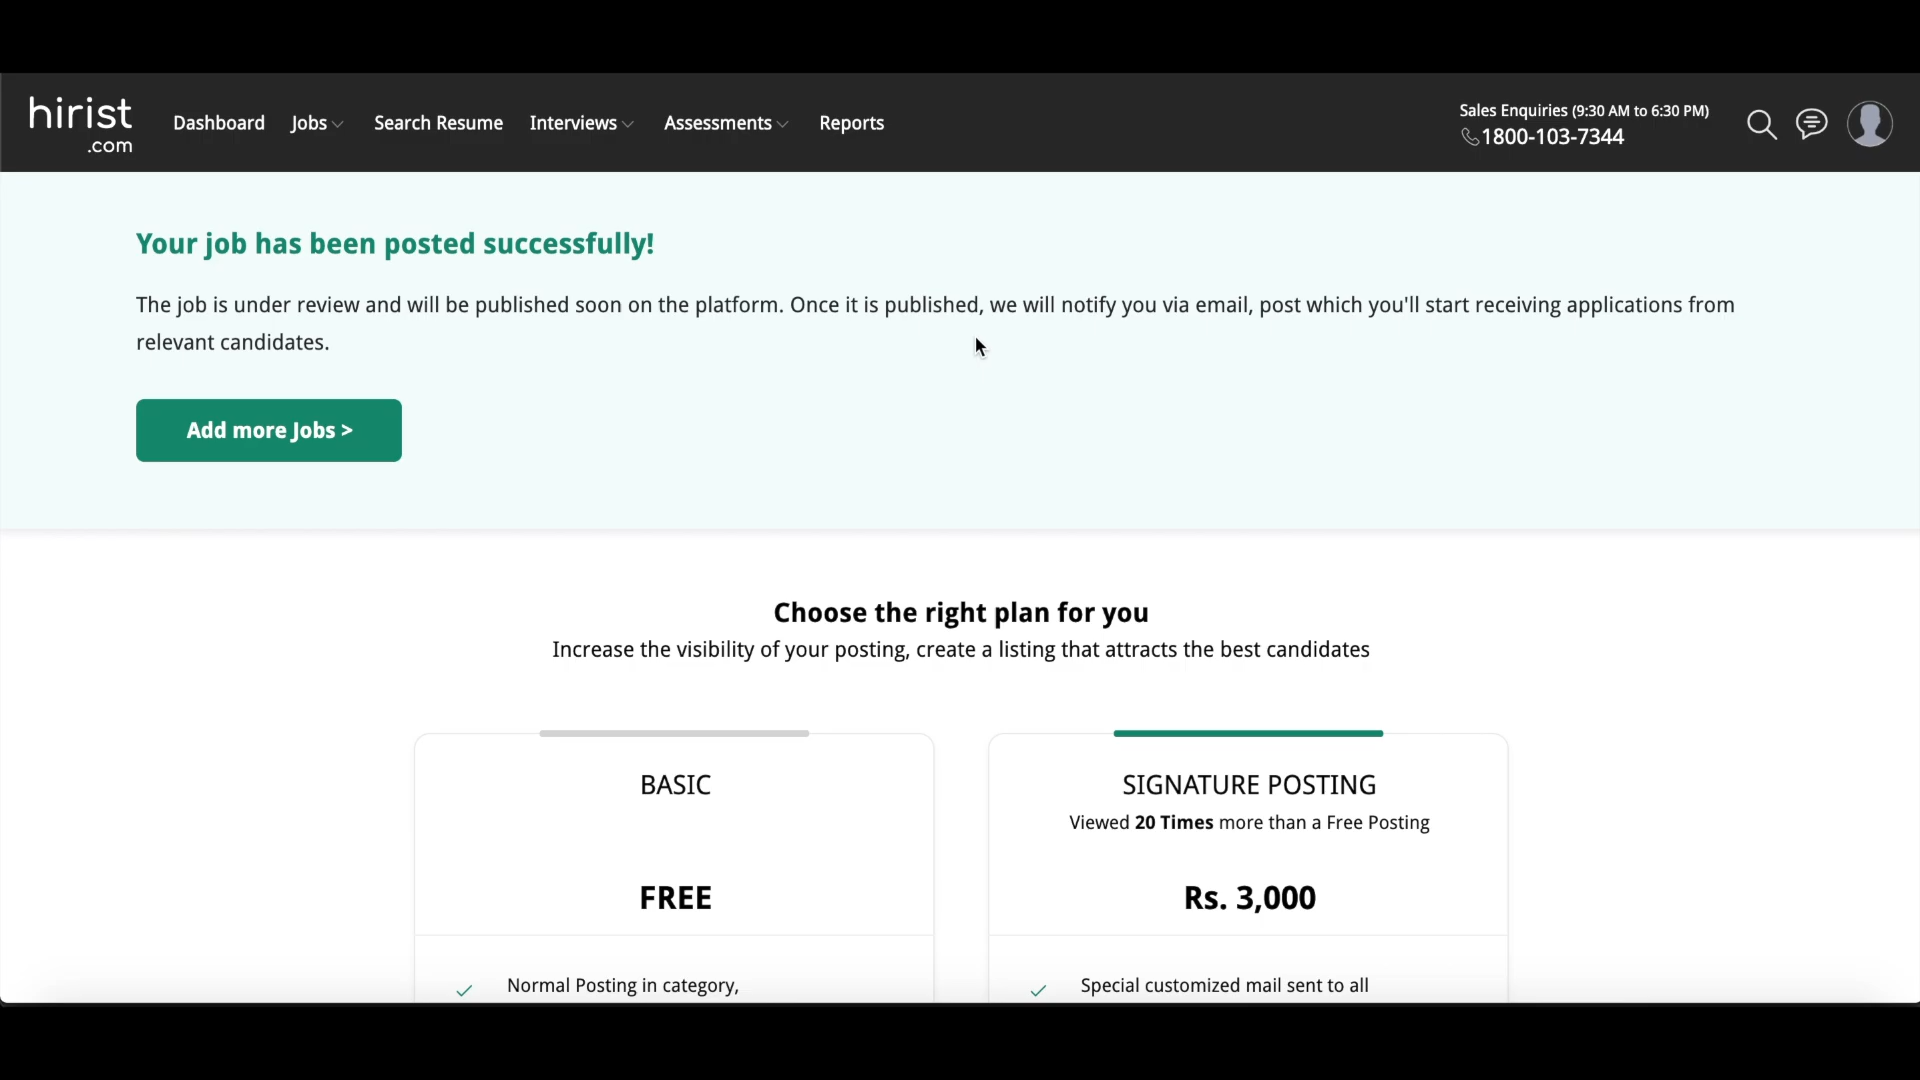 hirist
.com
Dashboard
Jobs
Search Resume
Interviews
Assessments
Reports
Sales Enquiries (9:30 AM to 6:30 PM)
1800-103-7344
Your job has been posted successfully!
The job is under review and will be published soon on the platform. Once it is published, we will notify you via email, post which you'll start receiving applications from
relevant candidates.
Add more Jobs >
Choose the right plan for you
Increase the visibility of your posting, create a listing that attracts the best candidates
BASIC
FREE
Normal Posting in category,
SIGNATURE POSTING
Viewed 20 Times more than a Free Posting
Rs. 3,000
Special customized mail sent to all